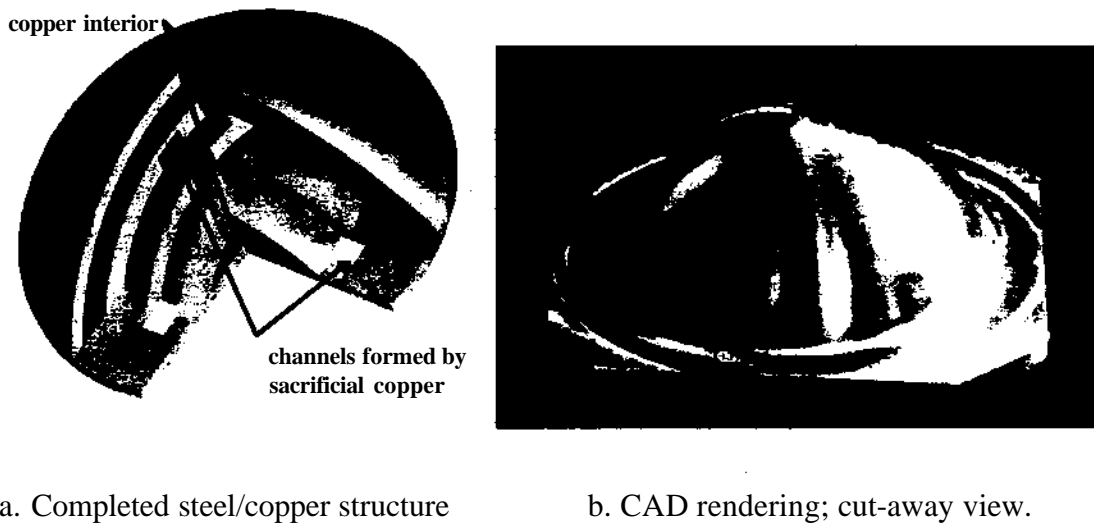 copper interior
channels formed by
sacrificial copper
a. Completed steel/copper structure
b. CAD rendering; cut-away view.